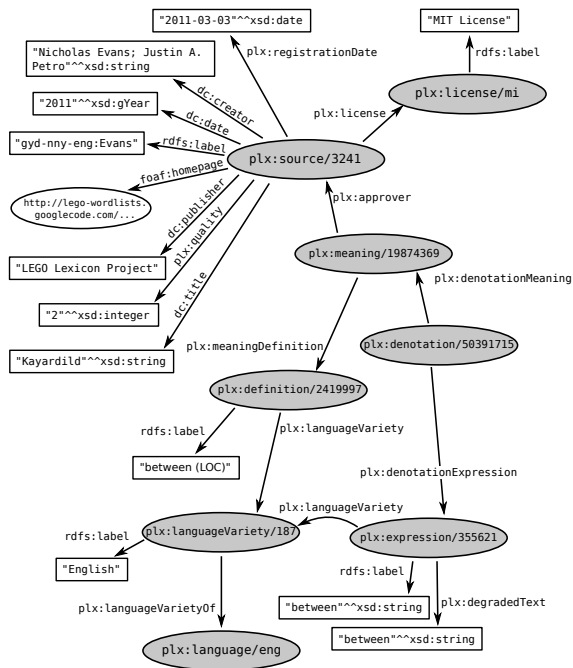 "2011-03-03"^^xsd:date
"MIT License"
plx:registrationDate
rdfs:label
"Nicholas Evans; Justin A.
Petro"^^xsd:string
plx:license/mi
dc:creator
"2011"^^xsd:gYear
plx:license
dc:date
"gyd-nny-eng:Evans"
rdfs:label
plx:source/3241
foaf:homepage
plx:approver
http://lego-wordlists.
googlecode.com/...
dc:publisher
plx:quality
dc:title
"LEGO Lexicon Project"
plx:meaning/19874369
plx:denotationMeaning
"2"^^xsd:integer
plx:meaningDefinition
plx:denotation/50391715
"Kayardild"^^xsd:string
plx:definition/2419997
rdfs:label
plx:languageVariety
"between (LOC)"
plx:denotationExpression
plx:languageVariety
plx:languageVariety/187
plx:expression/355621
rdfs:label
"English"
rdfs:label
plx:languageVarietyOf
"between"^^xsd:string
plx:degradedText
"between"^^xsd:string
plx:language/eng